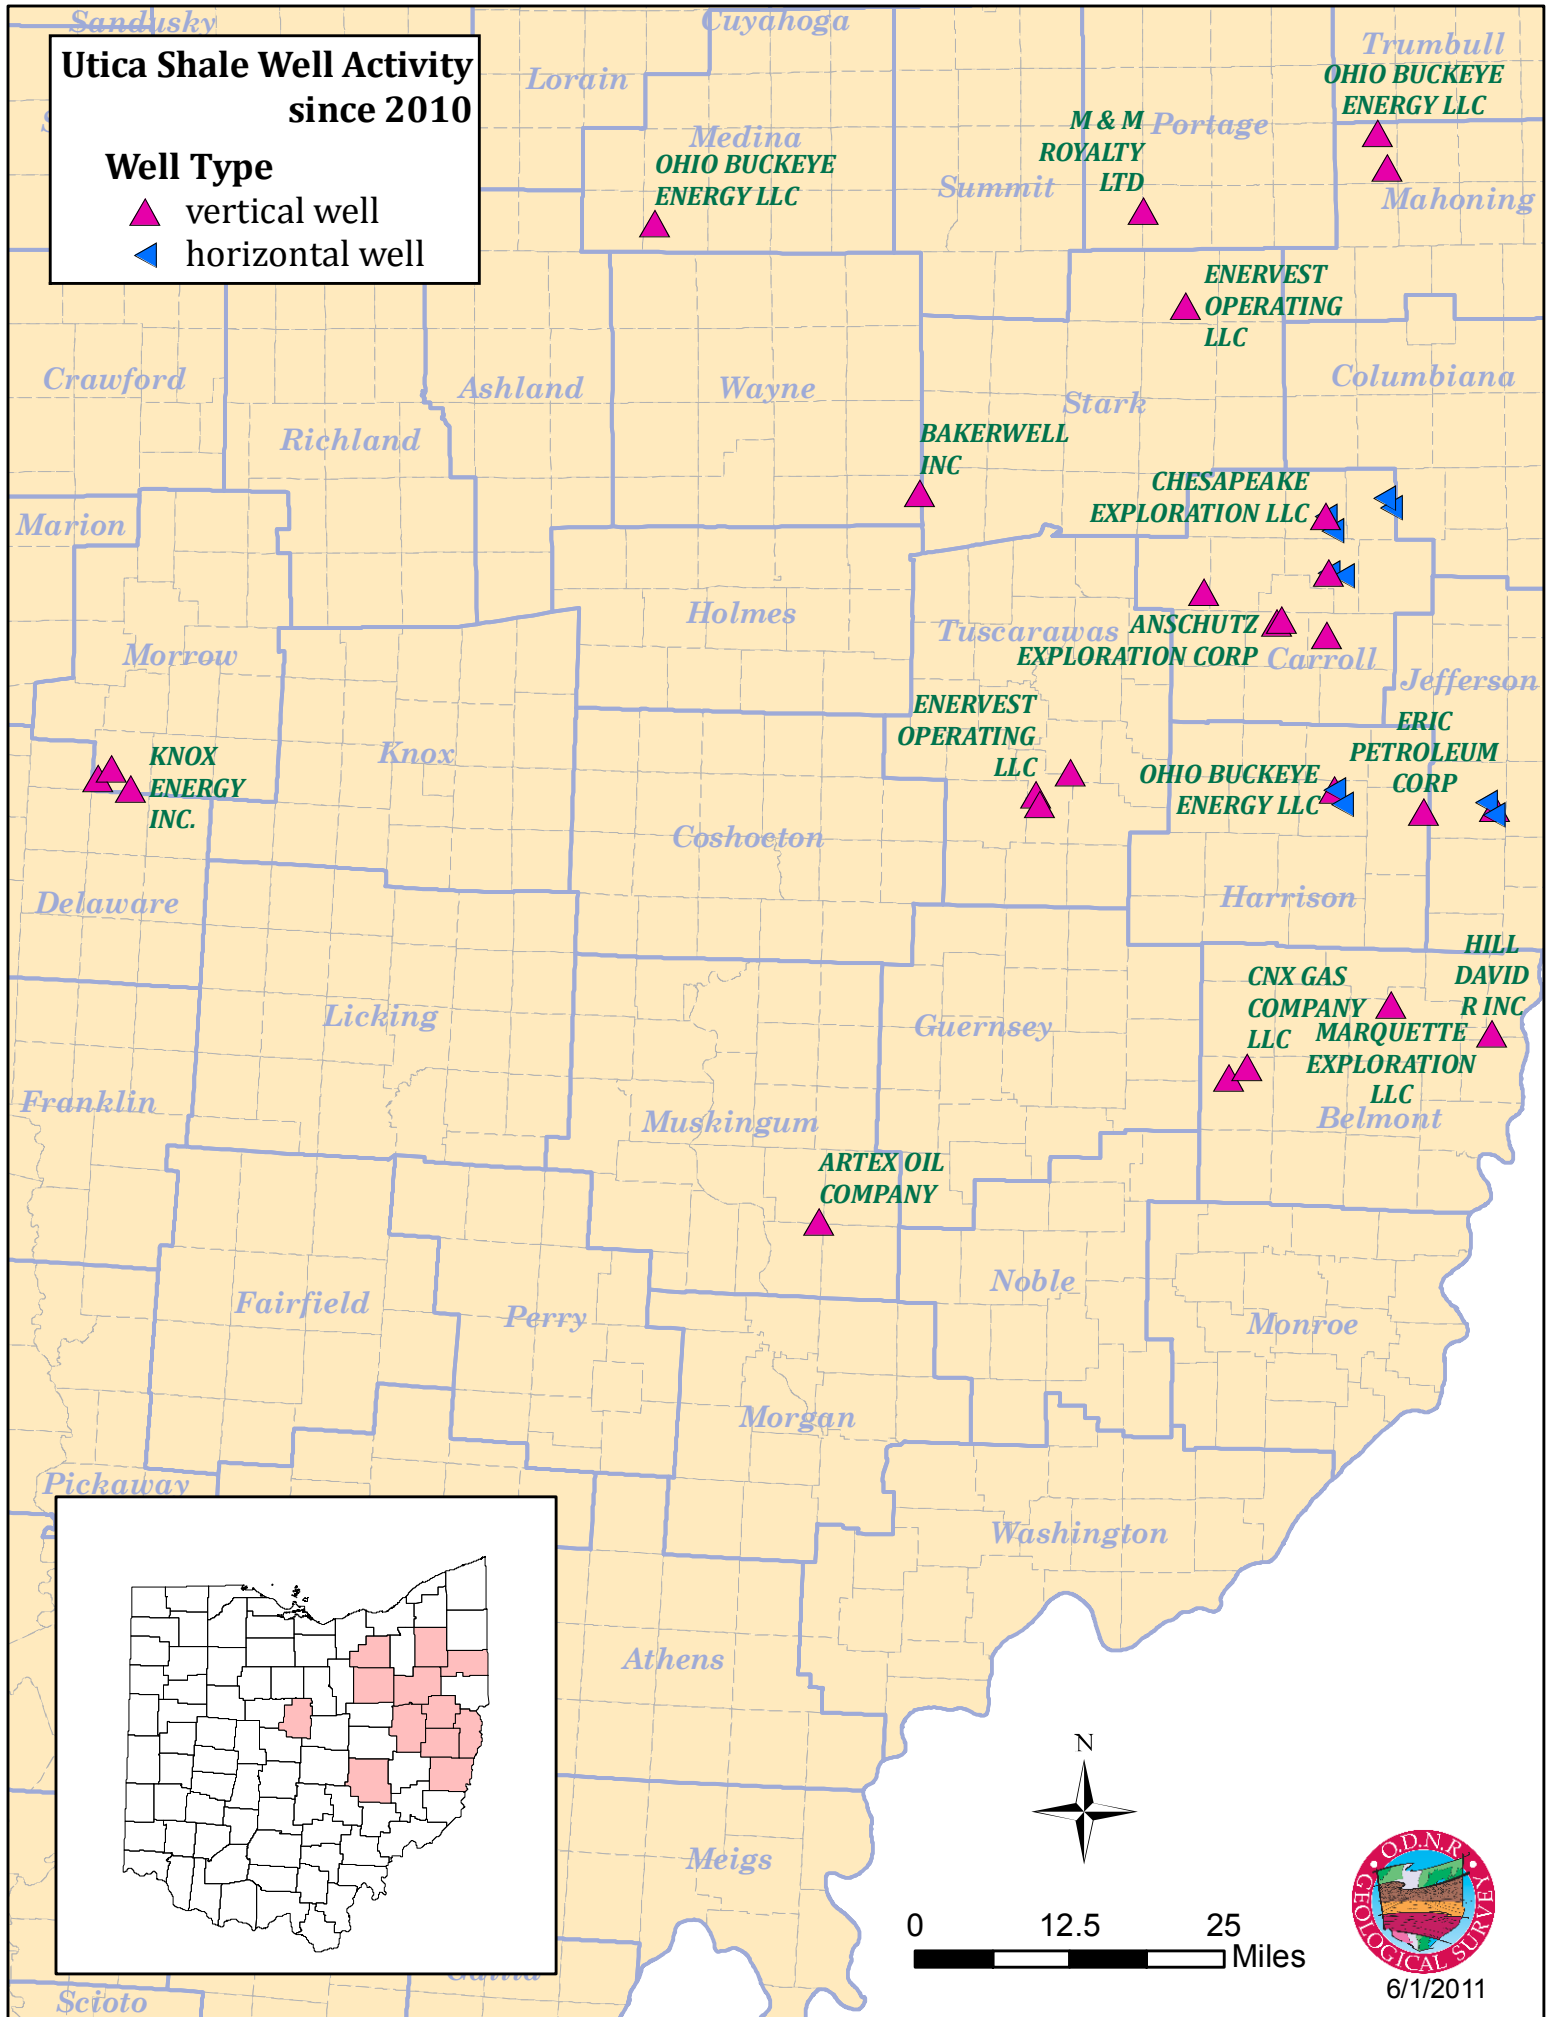 Sandusky
Cuyahoga
Utica Shale Well Activity
since 2010
Well Type
vertical well
horizontal well
Lorain
Medina
OHIO BUCKEYE
ENERGY LLC
Summit
M & M
ROYALTY
LTD
Portage
Trumbull
OHIO BUCKEYE
ENERGY LLC
Mahoning
ENERVEST
OPERATING
LLC
Crawford
Richland
Ashland
Wayne
Stark
Columbiana
BAKERWELL
INC
CHESAPEAKE
EXPLORATION LLC
Marion
Morrow
Holmes
Tuscarawas
ANSCHUTZ
EXPLORATION CORP
Carroll
Jefferson
KNOX
ENERGY
INC.
Knox
ENERVEST
OPERATING
LLC
OHIO BUCKEYE
ENERGY LLC
ERIC
PETROLEUM
CORP
Coshocton
Delaware
Harrison
HILL
DAVID
R INC
CNX GAS
COMPANY
LLC
MARQUETTE
EXPLORATION
LLC
Licking
Guernsey
Franklin
Muskingum
Belmont
ARTEX OIL
COMPANY
Noble
Fairfield
Perry
Monroe
Morgan
Pickaway
Washington
Athens
N
Meigs
0 12.5 25
Miles
O.D.N.R.
GEOLOGICAL SURVEY
6/1/2011
Scioto